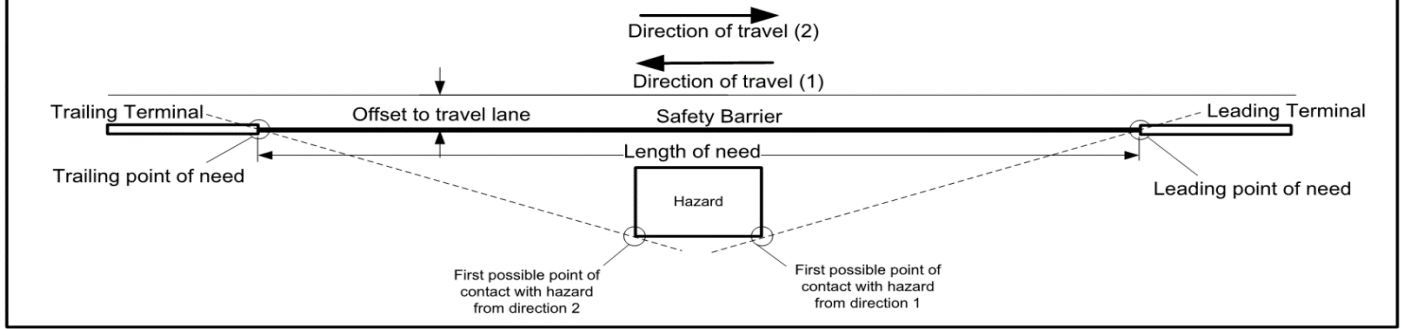 Direction of travel (2)
Direction of travel (1)
Trailing Terminal
Offset to travel lane
Safety Barrier
Leading Terminal
Length of need
Trailing point of need
Leading point of need
Hazard
First possible point of
contact with hazard
from direction 2
First possible point of
contact with hazard
from direction 1